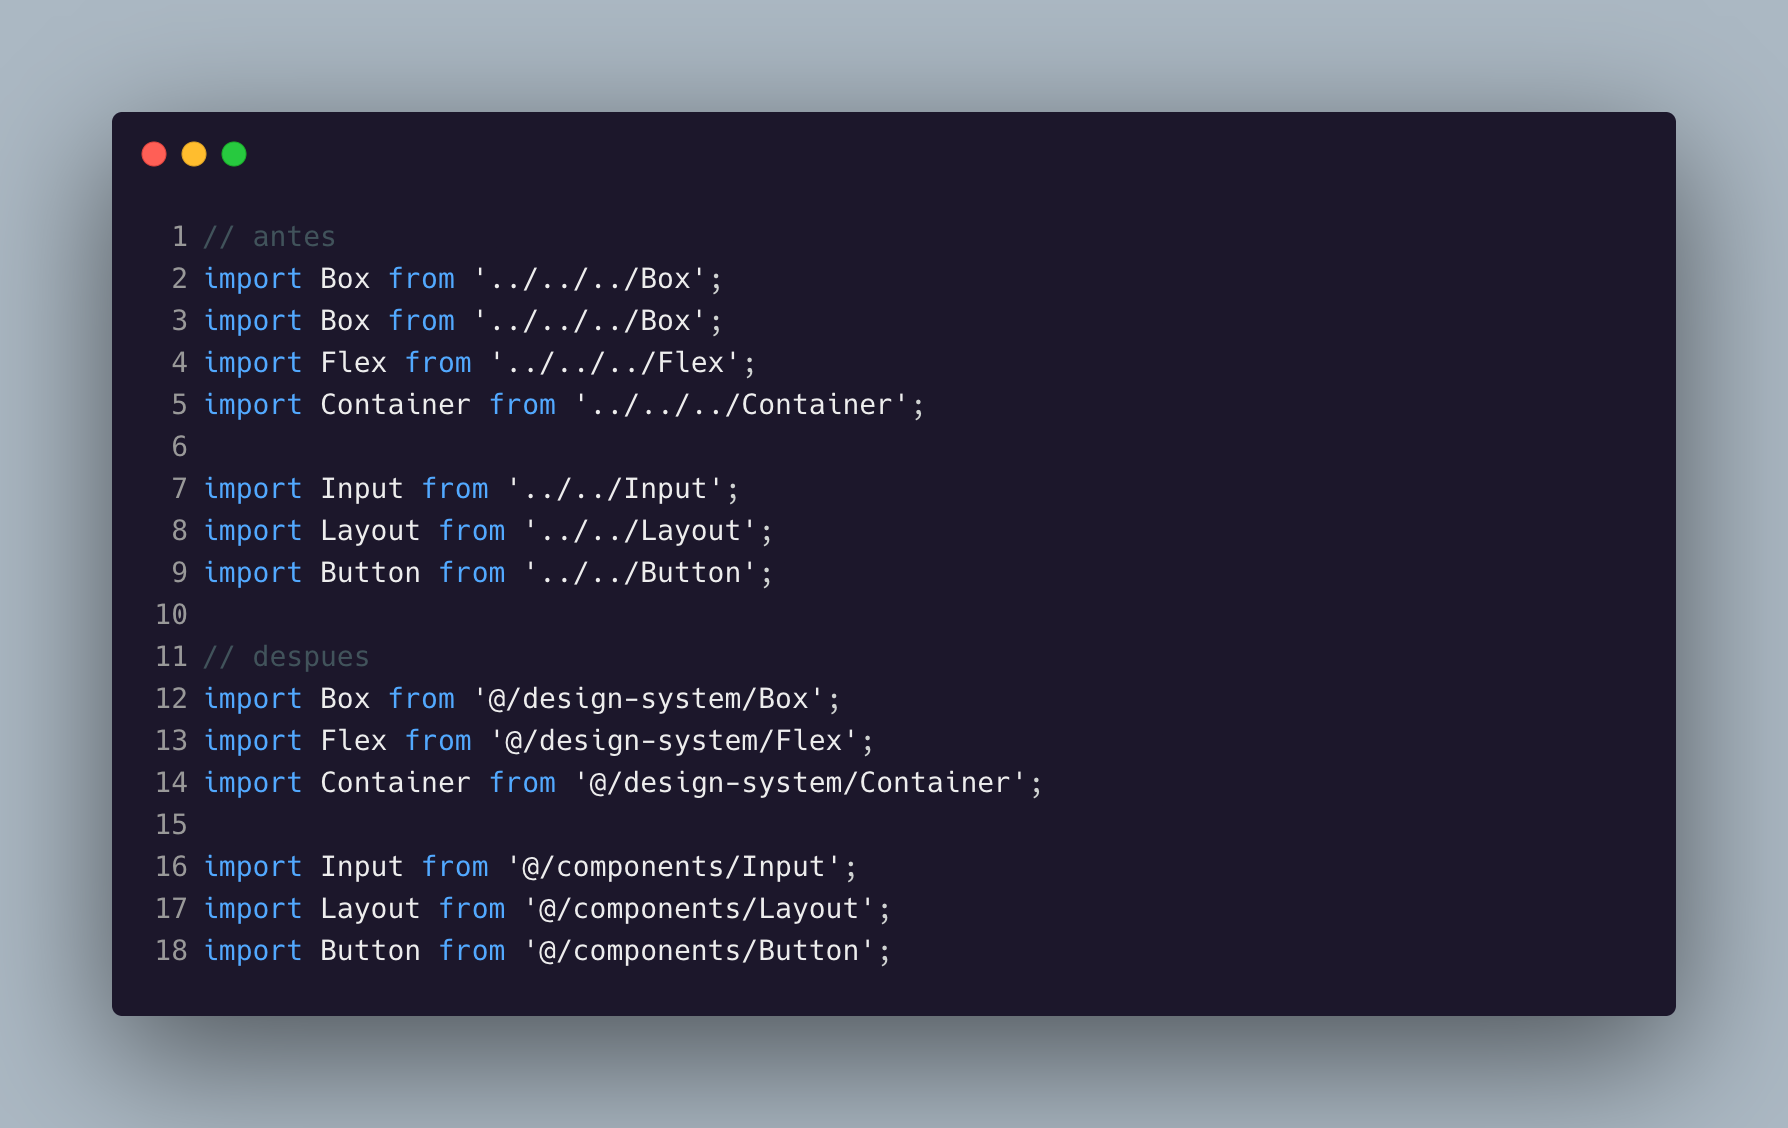 1 // antes
2 import Box from '../../../Box';
3 import Box from '../../../Box';
4 import Flex from '../../../Flex';
5 import Container from '../../../Container';
6
7 import Input from '../../Input';
8 import Layout from '../../Layout';
9 import Button from '../../Button';
10
11 // despues
12 import Box from '@/design-system/Box';
13 import Flex from '@/design-system/Flex';
14 import Container from '@/design-system/Container';
15
16 import Input from '@/components/Input';
17 import Layout from '@/components/Layout';
18 import Button from '@/components/Button';